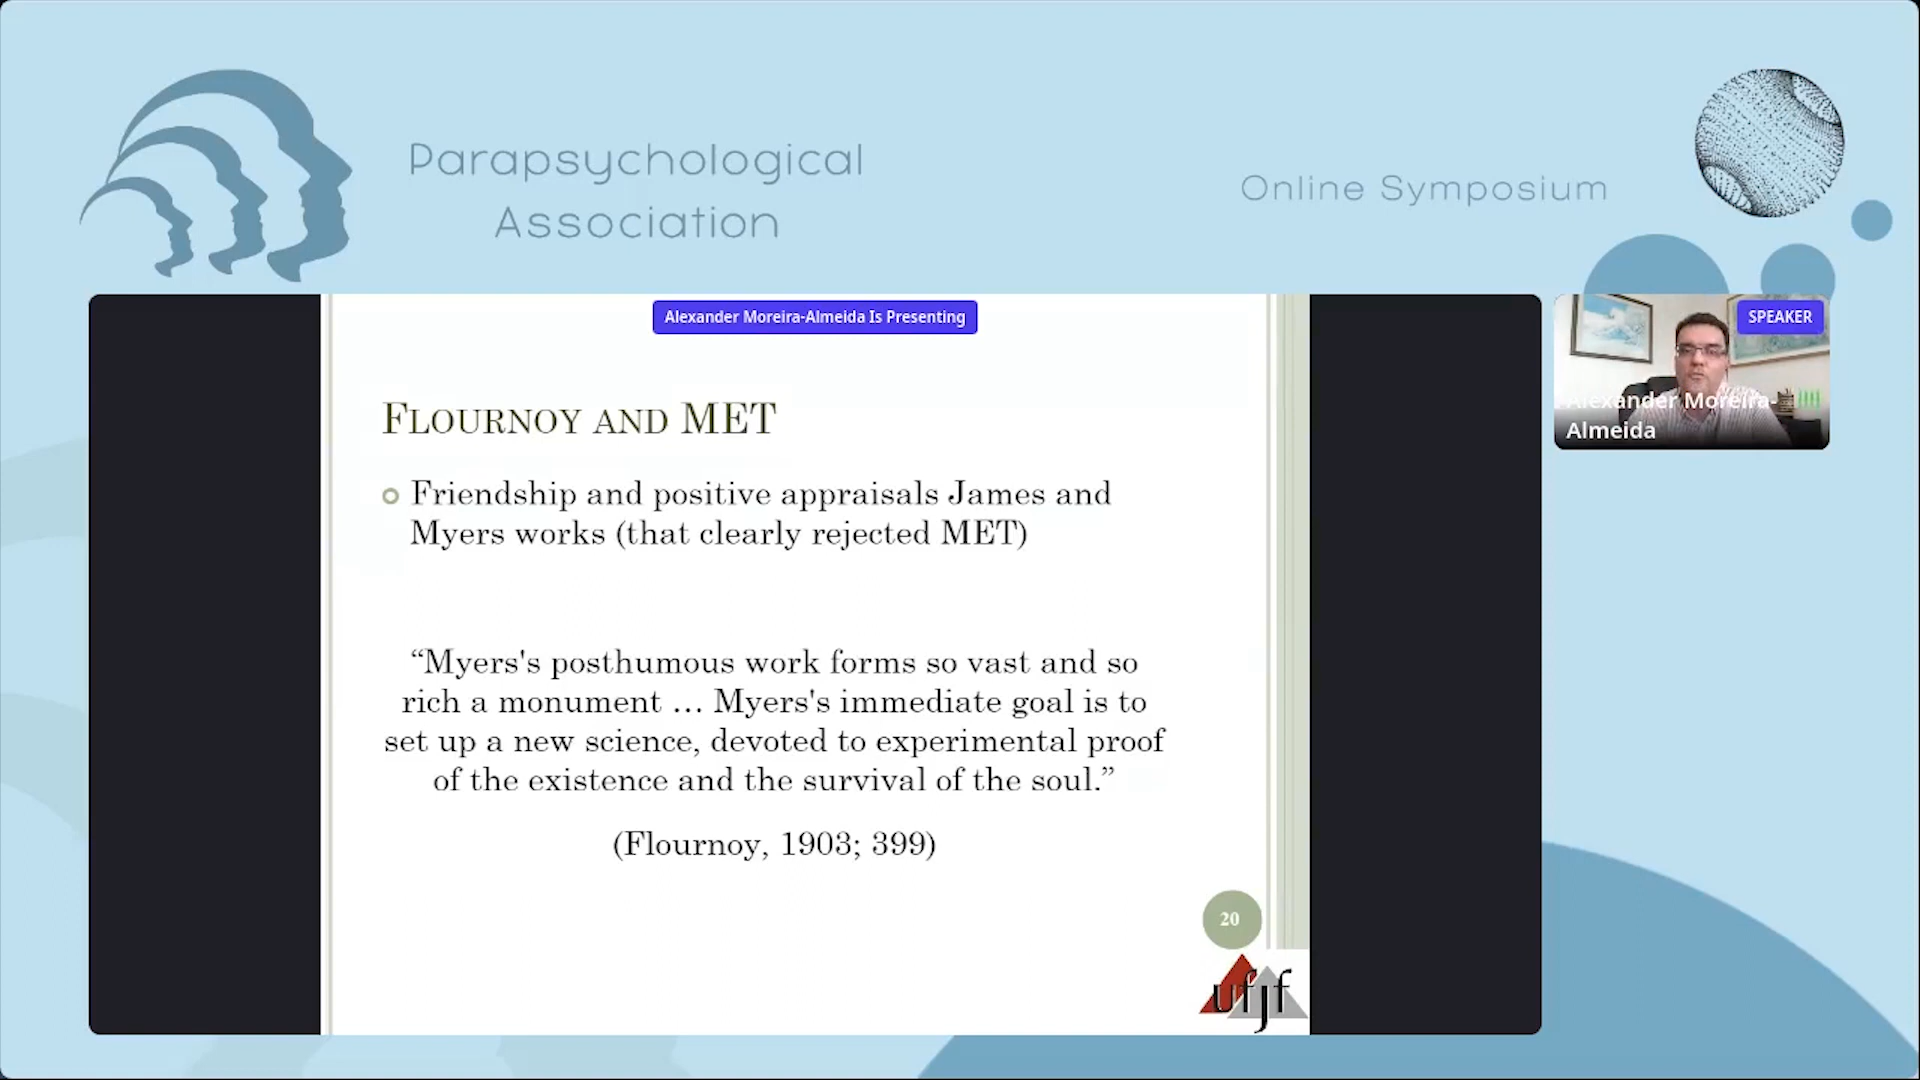 Parapsychological
Association
Online Symposium
Alexander Moreira-Almeida Is Presenting
SPEAKER
Alexander Moreira-
Almeida
FLOURNOY AND MET
Friendship and positive appraisals James and
Myers works (that clearly rejected MET)
“Myers's posthumous work forms so vast and so
rich a monument … Myers's immediate goal is to
set up a new science, devoted to experimental proof
of the existence and the survival of the soul.”
(Flournoy, 1903; 399)
20
ufjf